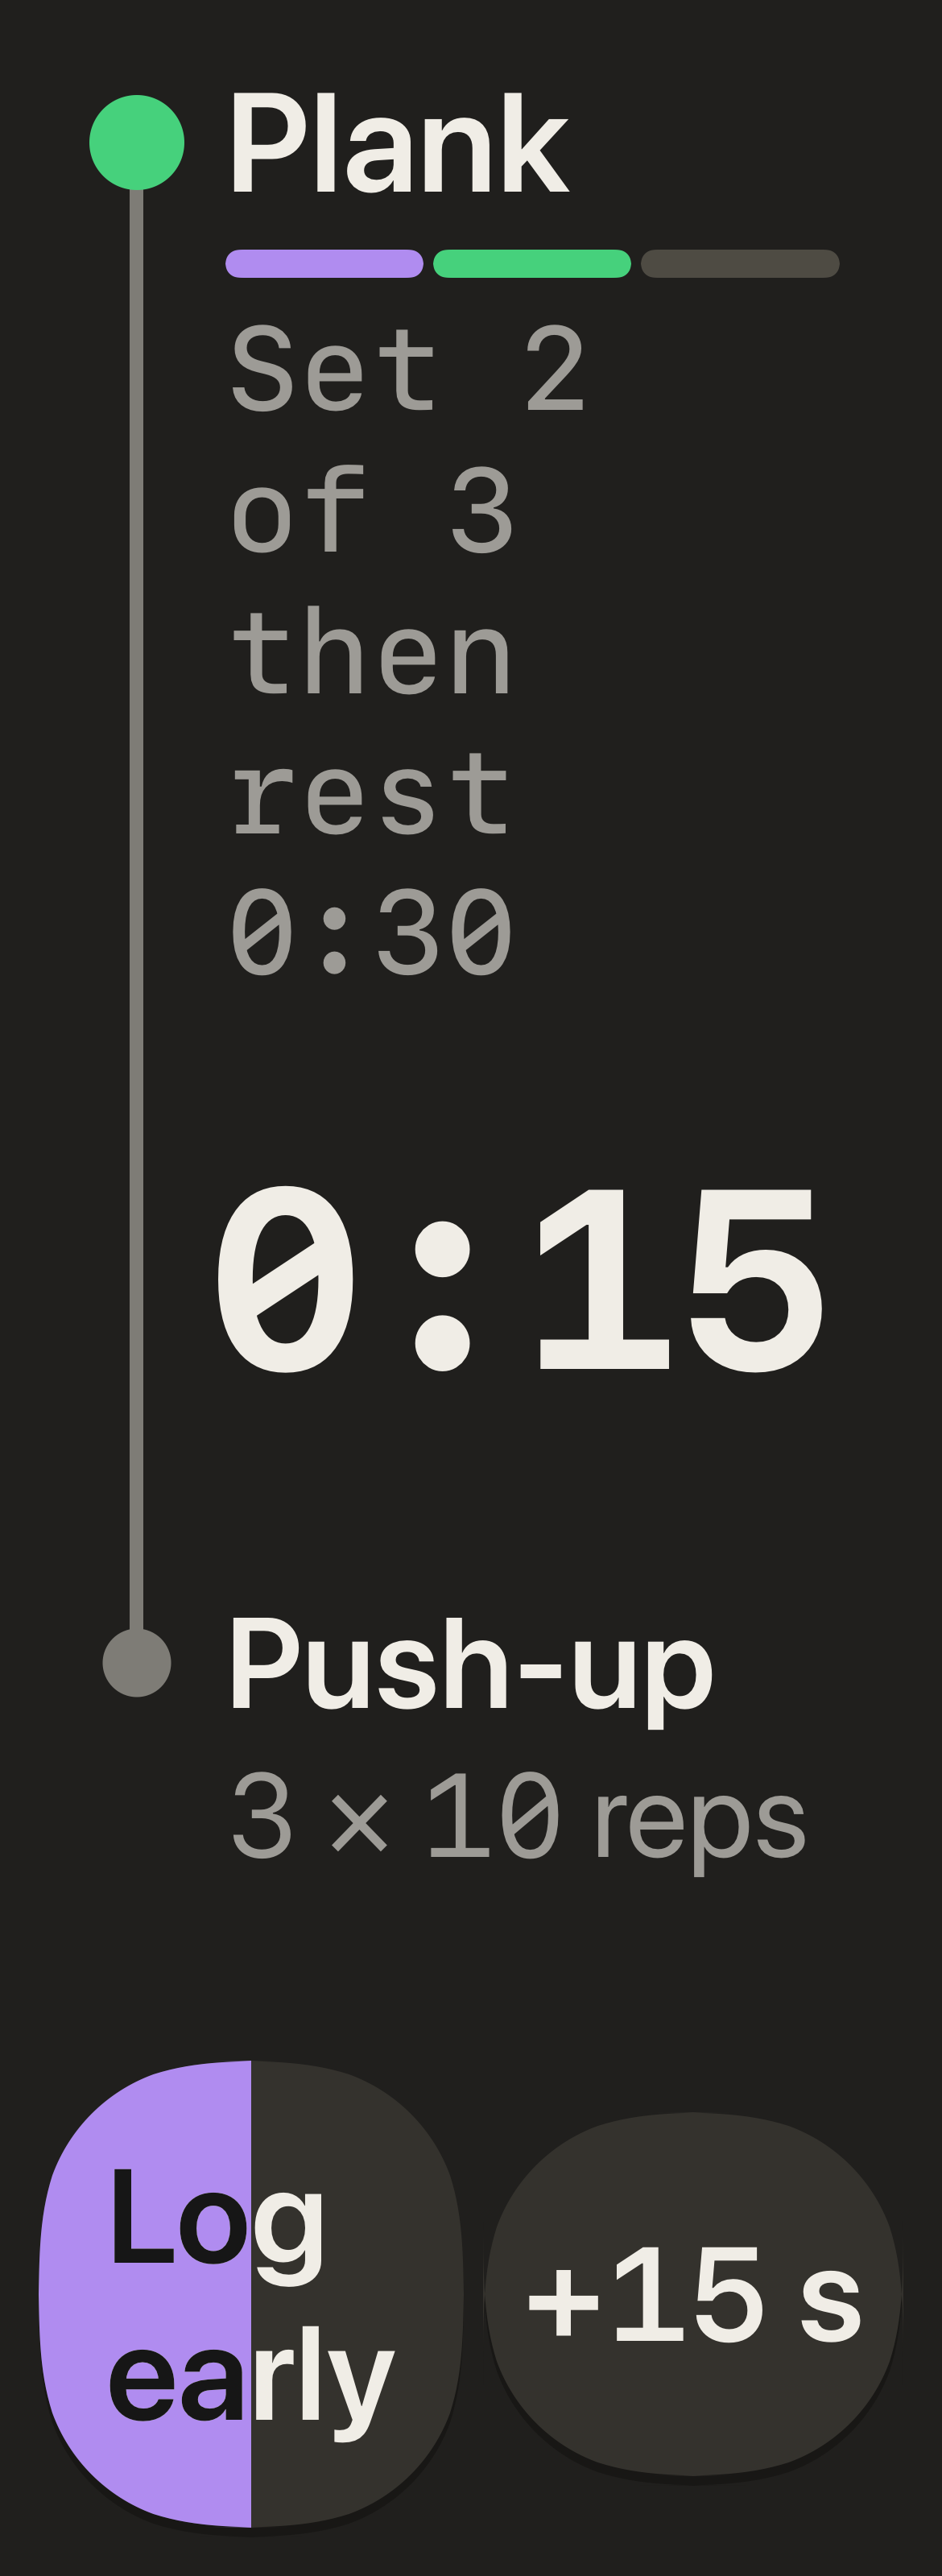 Plank
Set 2
of 3
then
rest
0:30
0:15
Push-up
3 × 10 reps
Log
early
+15 s